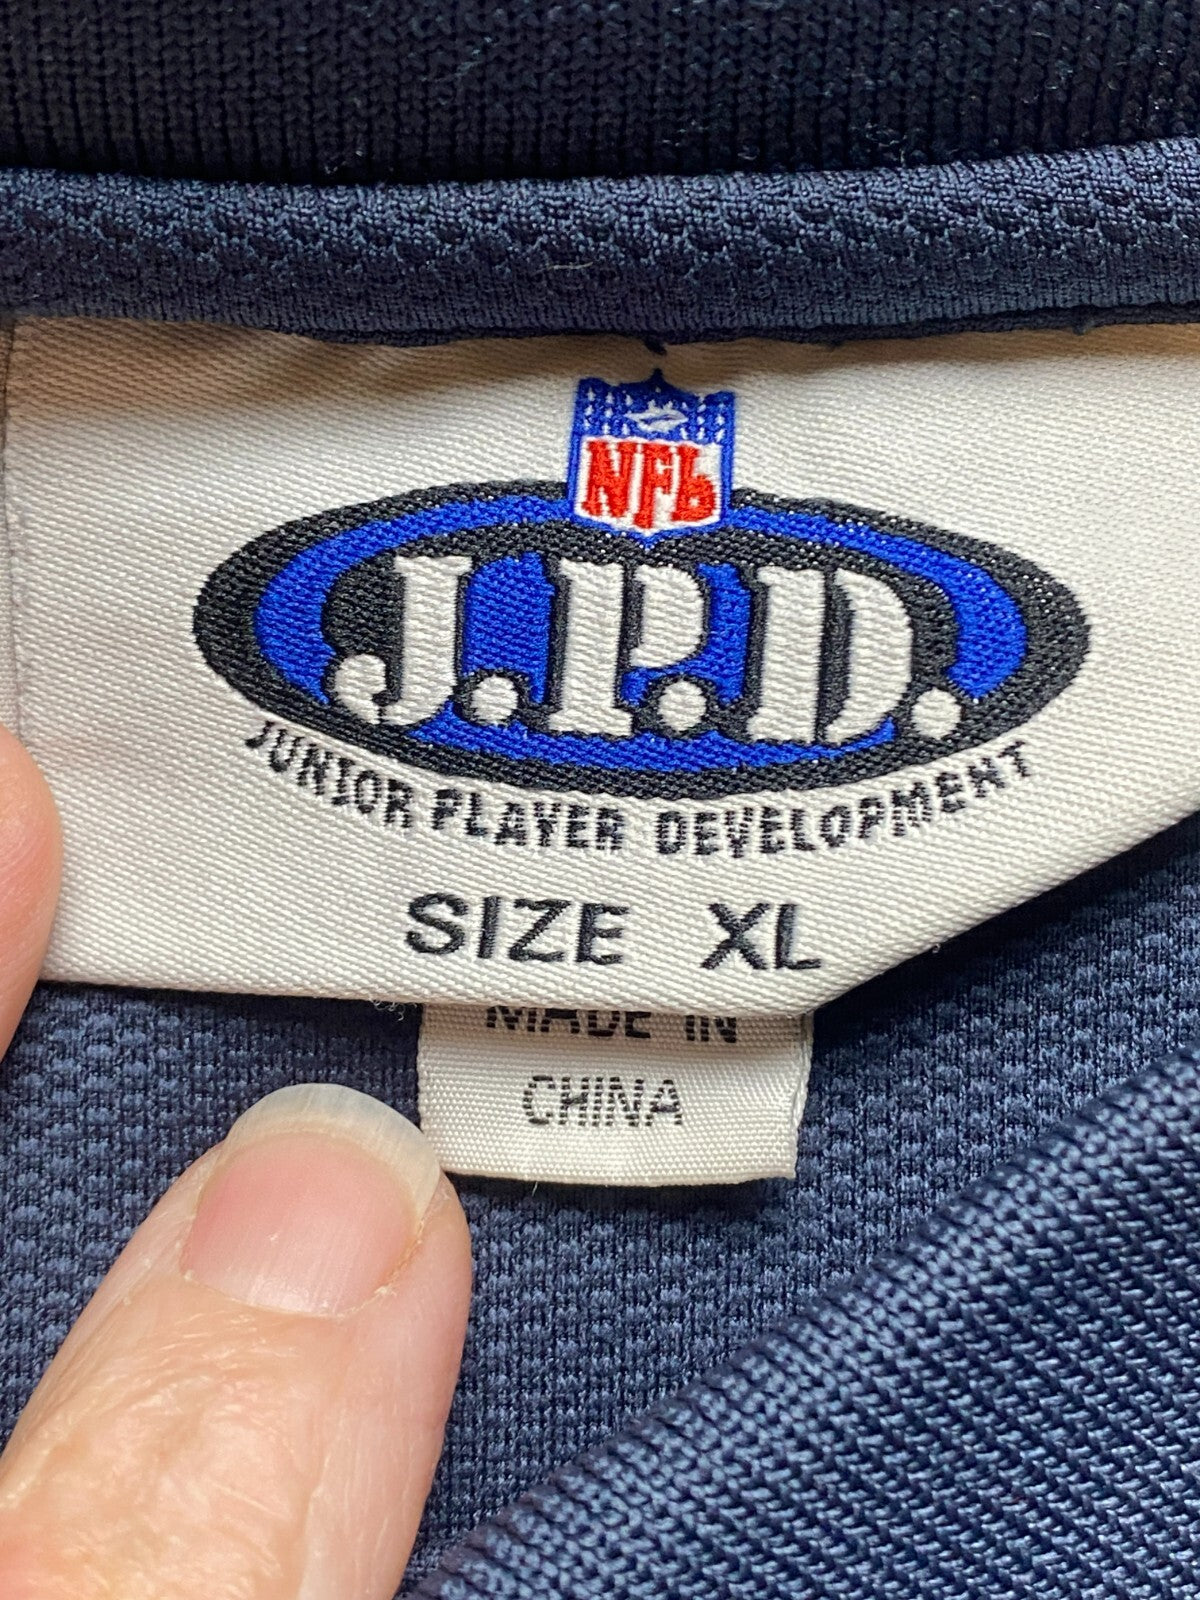 NFL
J.P.D.
JUNIOR PLAYER DEVELOPMENT
SIZE XL
MADE IN
CHINA